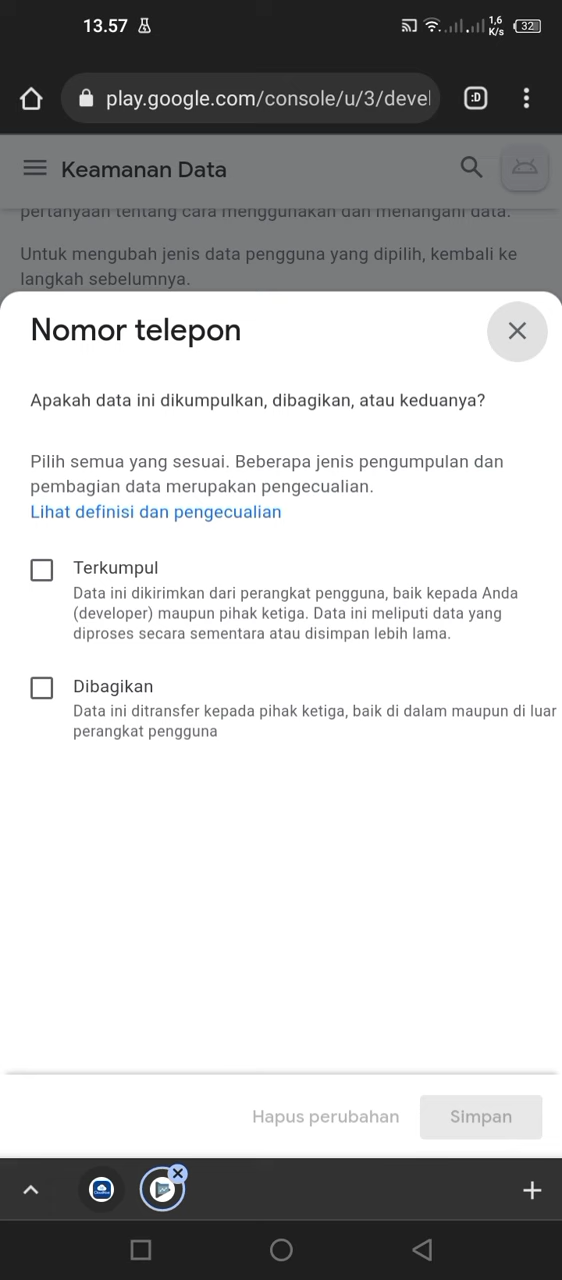 13.57
1,6
K/s
32
play.google.com/console/u/3/devel
:D
Keamanan Data
pertanyaan tentang cara menggunakan dan menangani data.
Untuk mengubah jenis data pengguna yang dipilih, kembali ke
langkah sebelumnya.
Nomor telepon
Apakah data ini dikumpulkan, dibagikan, atau keduanya?
Pilih semua yang sesuai. Beberapa jenis pengumpulan dan
pembagian data merupakan pengecualian.
Lihat definisi dan pengecualian
Terkumpul
Data ini dikirimkan dari perangkat pengguna, baik kepada Anda
(developer) maupun pihak ketiga. Data ini meliputi data yang
diproses secara sementara atau disimpan lebih lama.
Dibagikan
Data ini ditransfer kepada pihak ketiga, baik di dalam maupun di luar
perangkat pengguna
Hapus perubahan
Simpan